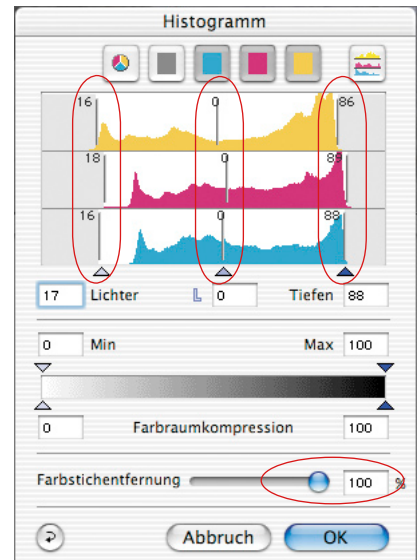 Histogramm
16 0 86
18 0 89
16 0 88
17 Lichter L 0 Tiefen 88
0 Min Max 100
0 Farbraumkompression 100
Farbstichentfernung 100 %
Abbruch OK